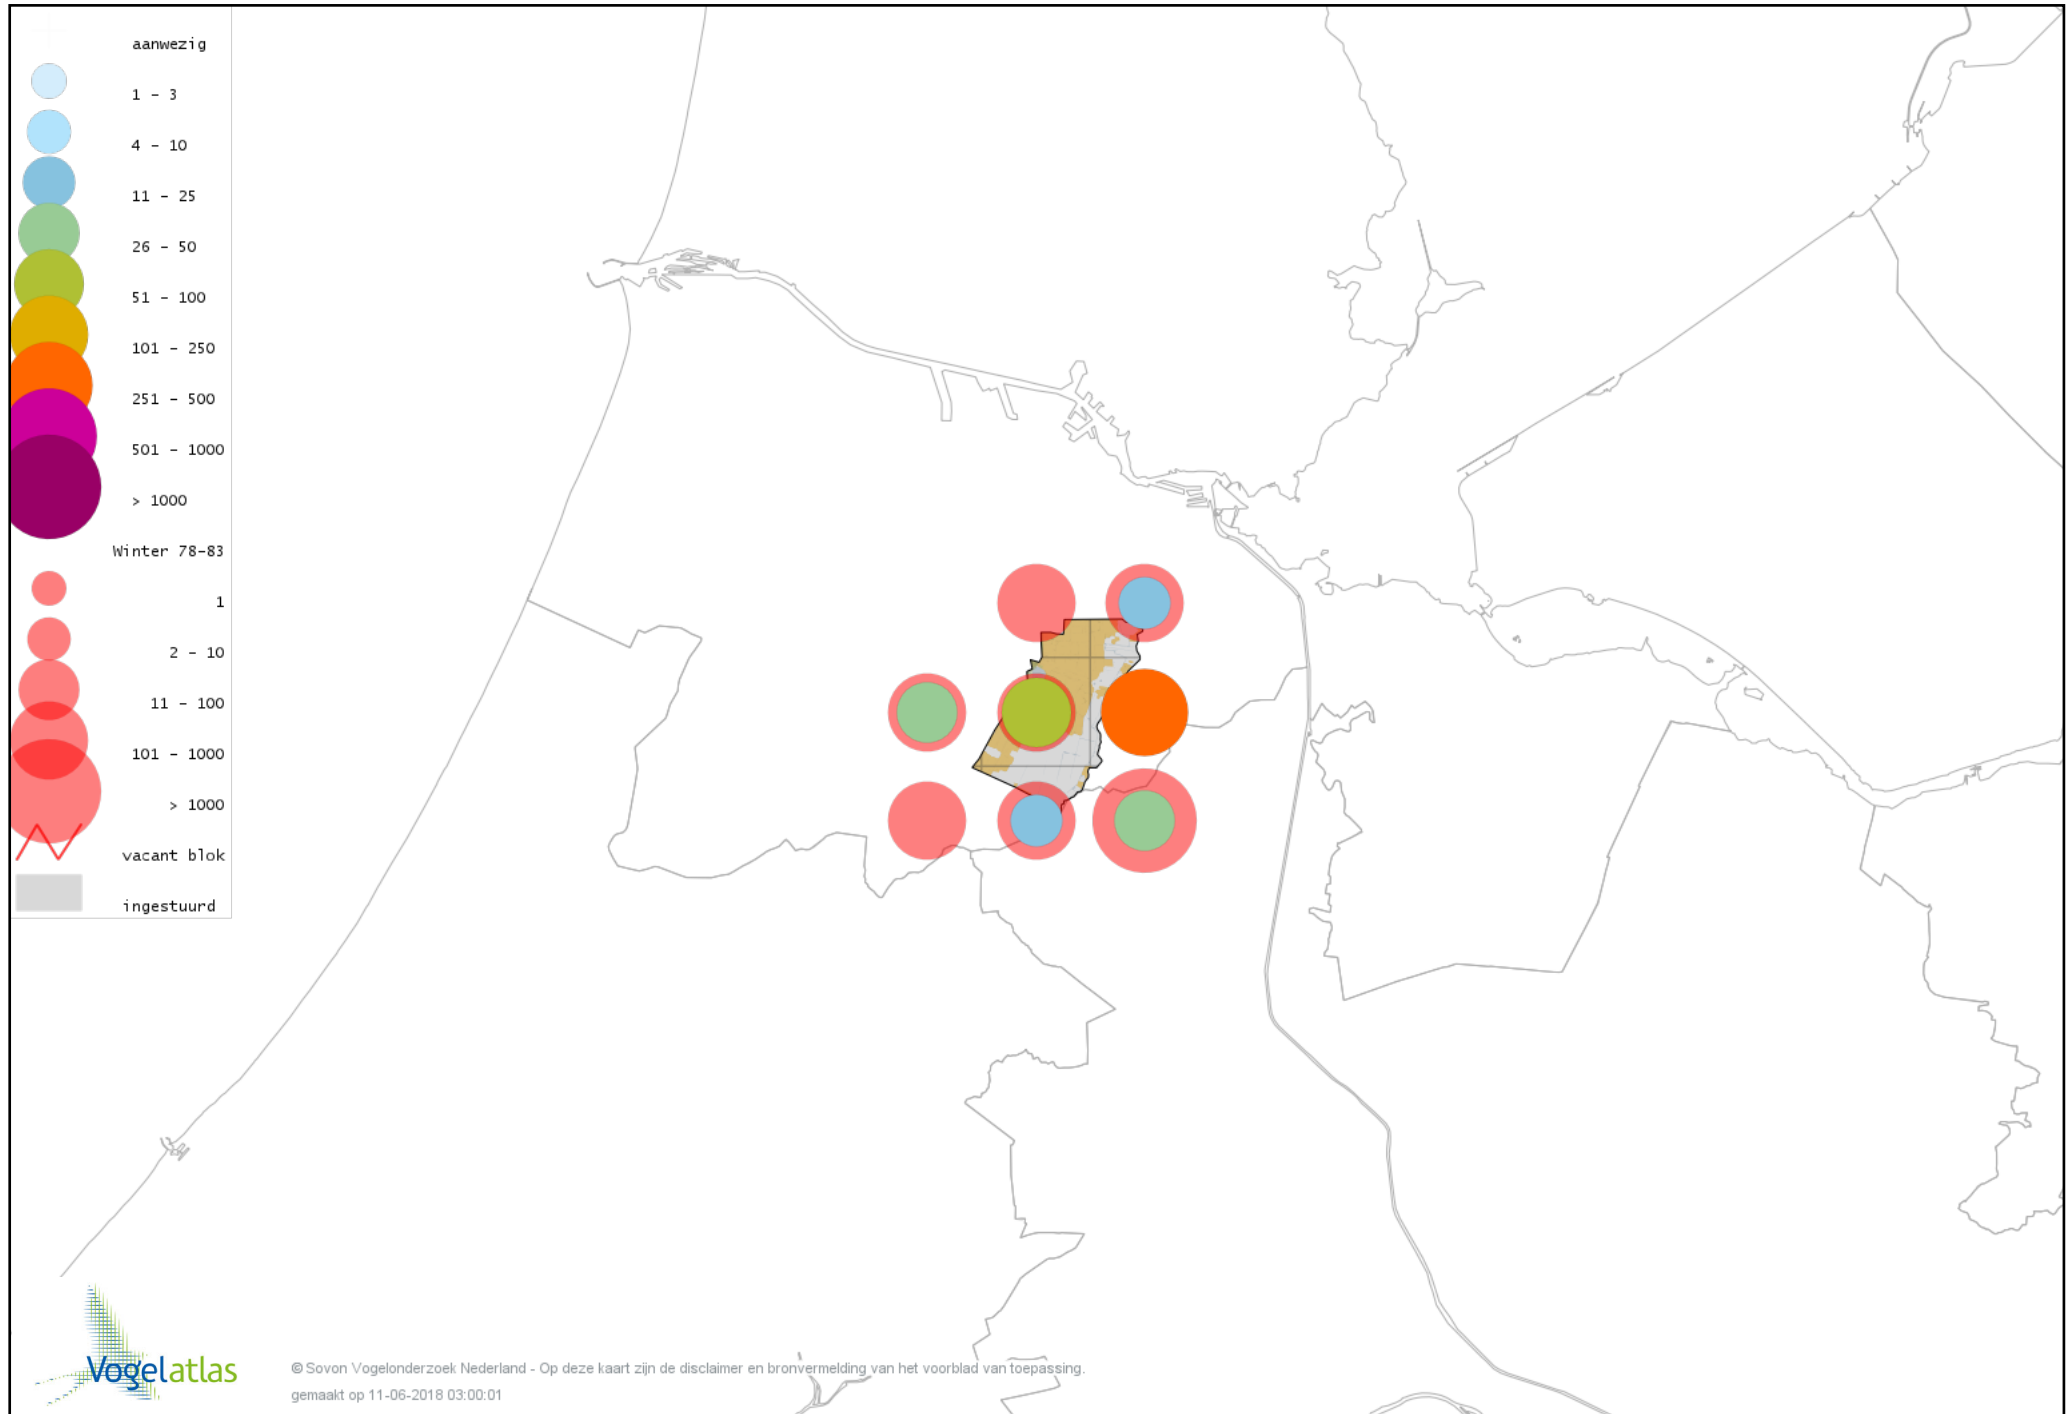 aanwezig
1 - 3
4 - 10
11 - 25
26 - 50
51 - 100
101 - 250
251 - 500
501 - 1000
> 1000
Winter 78-83
1
2 - 10
11 - 100
101 - 1000
> 1000
vacant blok
ingestuurd
Vogelatlas
© Sovon Vogelonderzoek Nederland - Op deze kaart zijn de disclaimer en bronvermelding van het voorblad van toepassing.
gemaakt op 11-06-2018 03:00:01